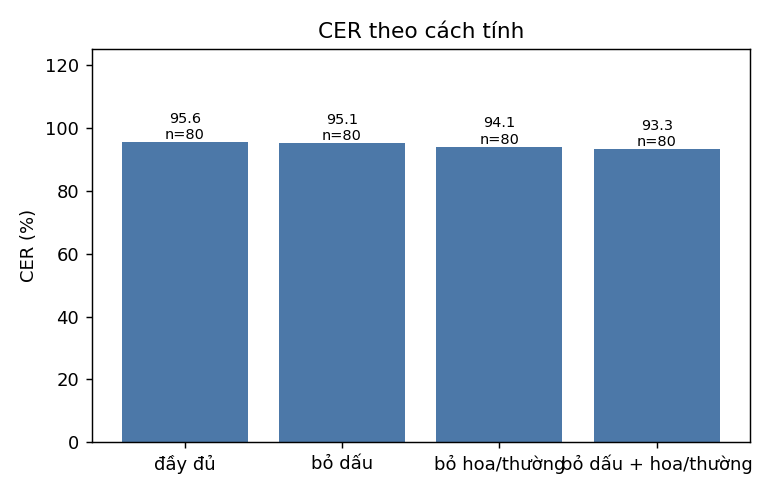 CER theo cách tính
CER (%)
120
100
80
60
40
20
0
95.6
n=80
95.1
n=80
94.1
n=80
93.3
n=80
đầy đủ
bỏ dấu
bỏ hoa/thường
bỏ dấu + hoa/thường